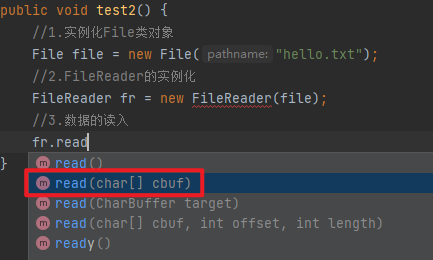 public void test2() {
//1.实例化File类对象
File file = new File( pathname: "hello.txt");
//2.FileReader的实例化
FileReader fr = new FileReader(file);
//3.数据的读入
fr.read
}
m read()
m read(char[] cbuf)
m read(CharBuffer target)
m read(char[] cbuf, int offset, int length)
m ready()